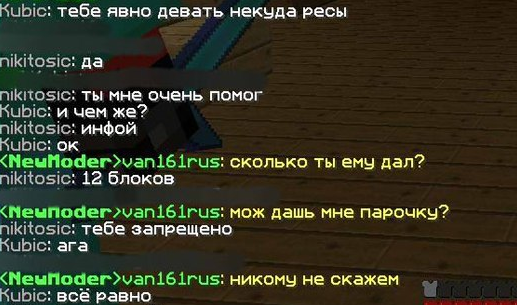 Kubic: тебе явно девать некуда ресы
nikitosic: да
nikitosic: ты мне очень помог
Kubic: и чем же?
nikitosic: инфой
Kubic: ок
<NewModer>van161rus: сколько ты ему дал?
nikitosic: 12 блоков
<NewModer>van161rus: мож дашь мне парочку?
nikitosic: тебе запрещено
Kubic: ага
<NewModer>van161rus: никому не скажем
Kubic: всё равно